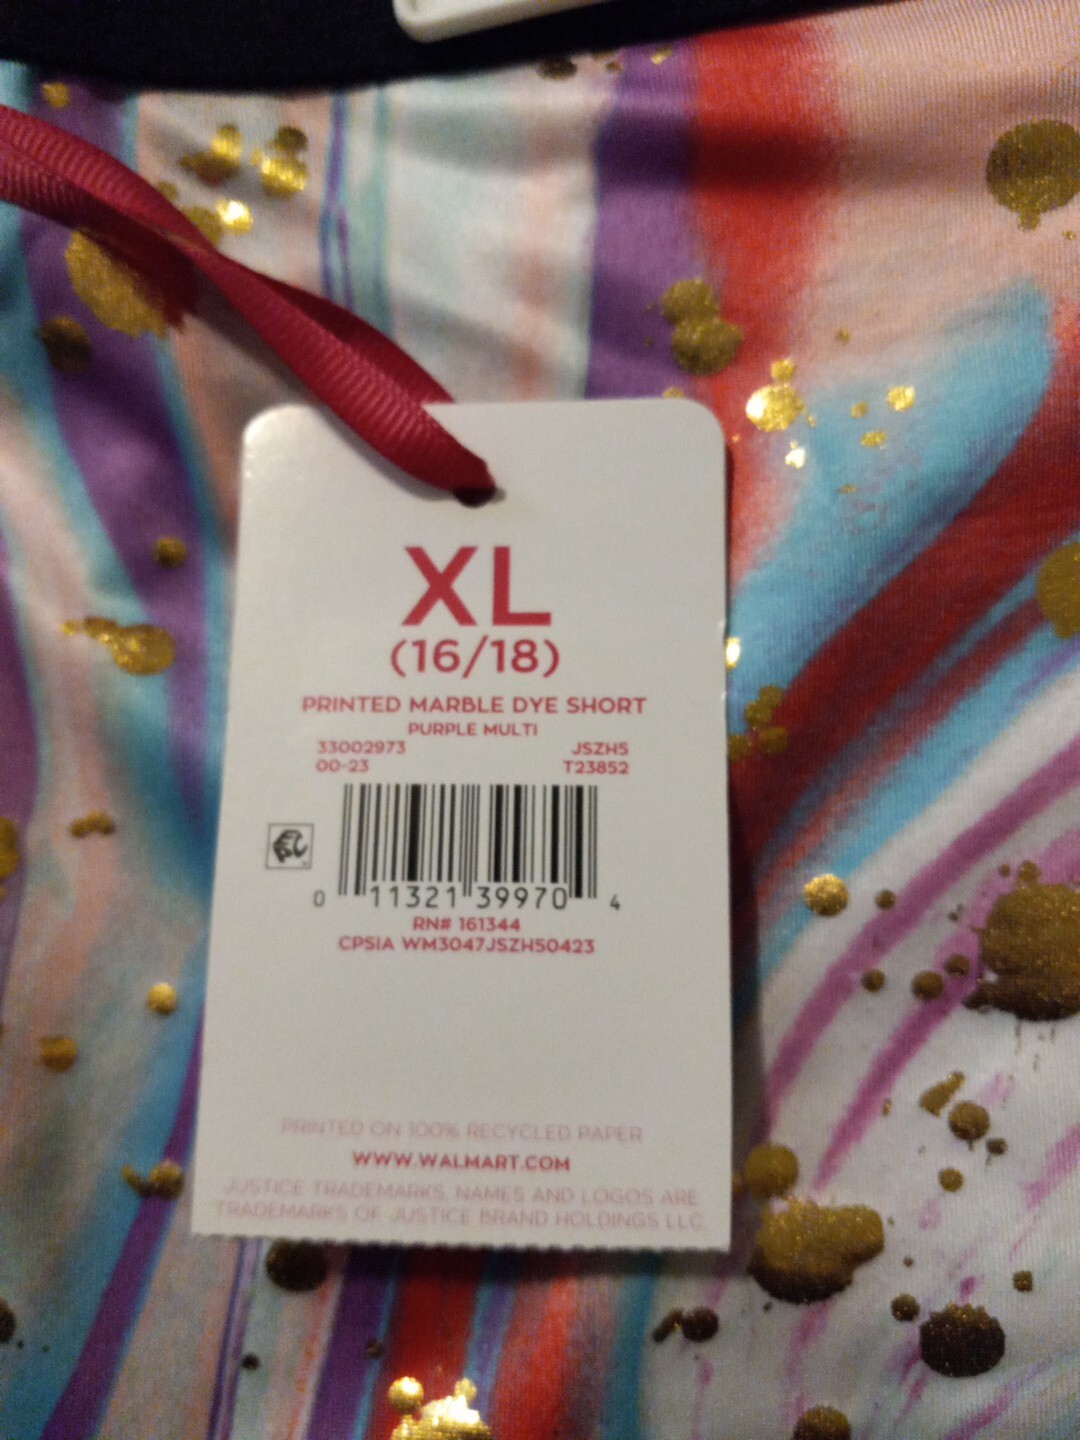 XL
(16/18)
PRINTED MARBLE DYE SHORT
PURPLE MULTI
33002973 JSZH5
00-23 T23852
0 11321 39970 4
RN# 161344
CPSIA WM3047JSZH50423
PRINTED ON 100% RECYCLED PAPER
WWW.WALMART.COM
JUSTICE TRADEMARKS, NAMES AND LOGOS ARE
TRADEMARKS OF JUSTICE BRAND HOLDINGS LLC.